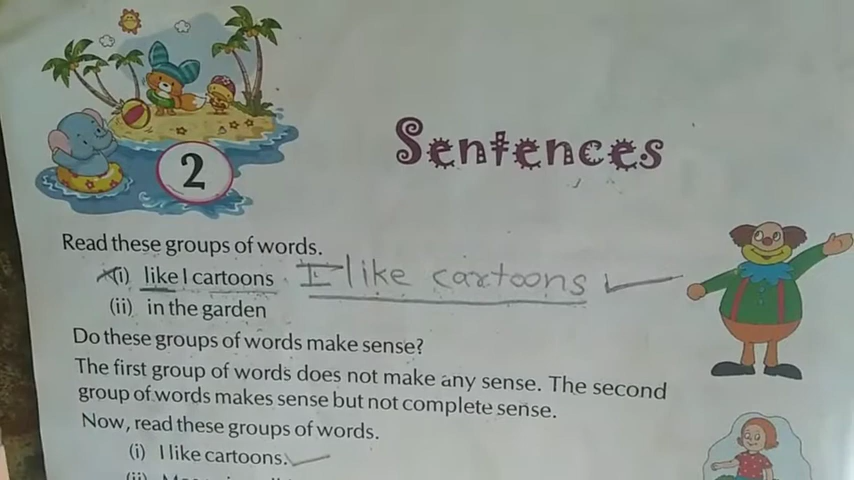 2
Sentences
Read these groups of words.
(i) like I cartoons I like cartoons
(ii) in the garden
Do these groups of words make sense?
The first group of words does not make any sense. The second
group of words makes sense but not complete sense.
Now, read these groups of words.
(i) I like cartoons.